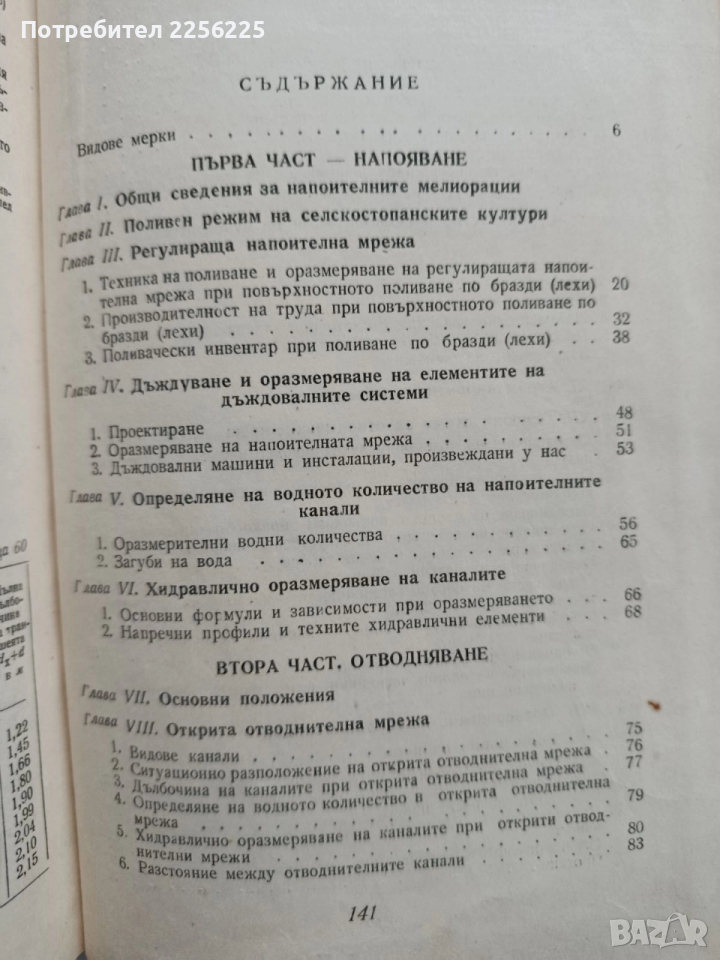 Потребител 2256225
СЪДЪРЖАНИЕ
Видове мерки . . . . . . . . . . . . . . 6
ПЪРВА ЧАСТ — НАПОЯВАНЕ
Глава I. Общи сведения за напоителните мелиорации
Глава II. Поливен режим на селскостопанските култури
Глава III. Регулираща напоителна мрежа
1. Техника на поливане и оразмеряване на регулиращата напои-
телна мрежа при повърхностното поливане по бразди (лехи) 20
2. Производителност на труда при повърхностното поливане по
бразди (лехи) . . . . . . . . . . . . 32
3. Поливачески инвентар при поливане по бразди (лехи) . . 38
Глава IV. Дъждуване и оразмеряване на елементите на
дъждовалните системи
1. Проектиране . . . . . . . . . . . . 48
2. Оразмеряване на напоителната мрежа . . . . . . 51
3. Дъждовални машини и инсталации, произвеждани у нас . 53
Глава V. Определяне на водното количество на напоителните
канали
1. Оразмерителни водни количества . . . . . . . 56
2. Загуби на вода . . . . . . . . . . . 65
Глава VI. Хидравлично оразмеряване на каналите
1. Основни формули и зависимости при оразмеряването . . . 66
2. Напречни профили и техните хидравлични елементи . . . 68
ВТОРА ЧАСТ. ОТВОДНЯВАНЕ
Глава VII. Основни положения
Глава VIII. Открита отводнителна мрежа
1. Видове канали . . . . . . . . . . . . 75
2. Ситуационно разположение на открита отводнителна мрежа . 76
3. Дълбочина на каналите при открита отводнителна мрежа . . 77
4. Определяне на водното количество в открита отводнителна
мрежа . . . . . . . . . . . . . . 79
5. Хидравлично оразмеряване на каналите при открити отвод-
нителни мрежи . . . . . . . . . . . 80
6. Разстояние между отводнителните канали . . . . . 83
141
60
d₂+d
в м
1,22
1,45
1,66
1,80
1,90
1,99
2,04
2,10
2,15
BAZAR